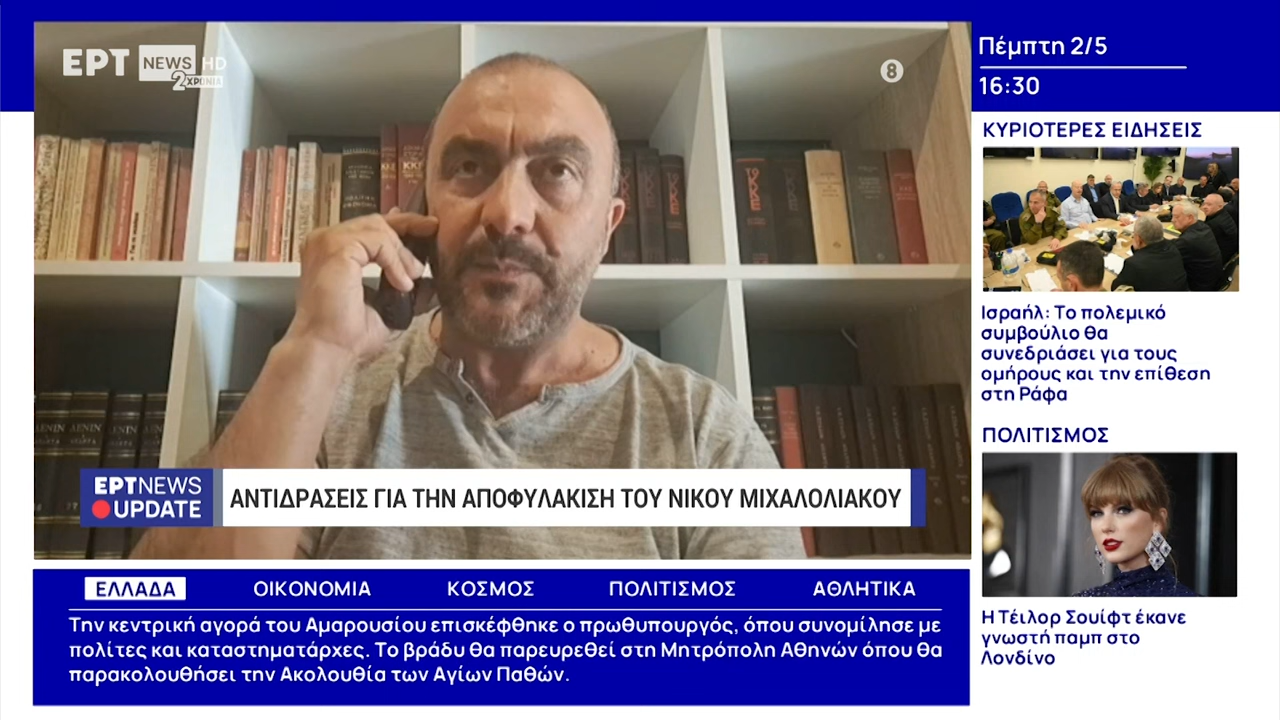 ΕΡΤ NEWS HD
2 ΧΡΟΝΙΑ
8
Πέμπτη 2/5
16:30
ΚΥΡΙΟΤΕΡΕΣ ΕΙΔΗΣΕΙΣ
Ισραήλ: Το πολεμικό
συμβούλιο θα
συνεδριάσει για τους
ομήρους και την επίθεση
στη Ράφα
ΠΟΛΙΤΙΣΜΟΣ
Η Τέιλορ Σουίφτ έκανε
γνωστή παμπ στο
Λονδίνο
ΛΕΝΙΝ ΛΕΝΙΝ ΛΕΝΙΝ
ΕΡΤNEWS
UPDATE
ΑΝΤΙΔΡΑΣΕΙΣ ΓΙΑ ΤΗΝ ΑΠΟΦΥΛΑΚΙΣΗ ΤΟΥ ΝΙΚΟΥ ΜΙΧΑΛΟΛΙΑΚΟΥ
ΕΛΛΑΔΑ ΟΙΚΟΝΟΜΙΑ ΚΟΣΜΟΣ ΠΟΛΙΤΙΣΜΟΣ ΑΘΛΗΤΙΚΑ
Την κεντρική αγορά του Αμαρουσίου επισκέφθηκε ο πρωθυπουργός, όπου συνομίλησε με
πολίτες και καταστηματάρχες. Το βράδυ θα παρευρεθεί στη Μητρόπολη Αθηνών όπου θα
παρακολουθήσει την Ακολουθία των Αγίων Παθών.